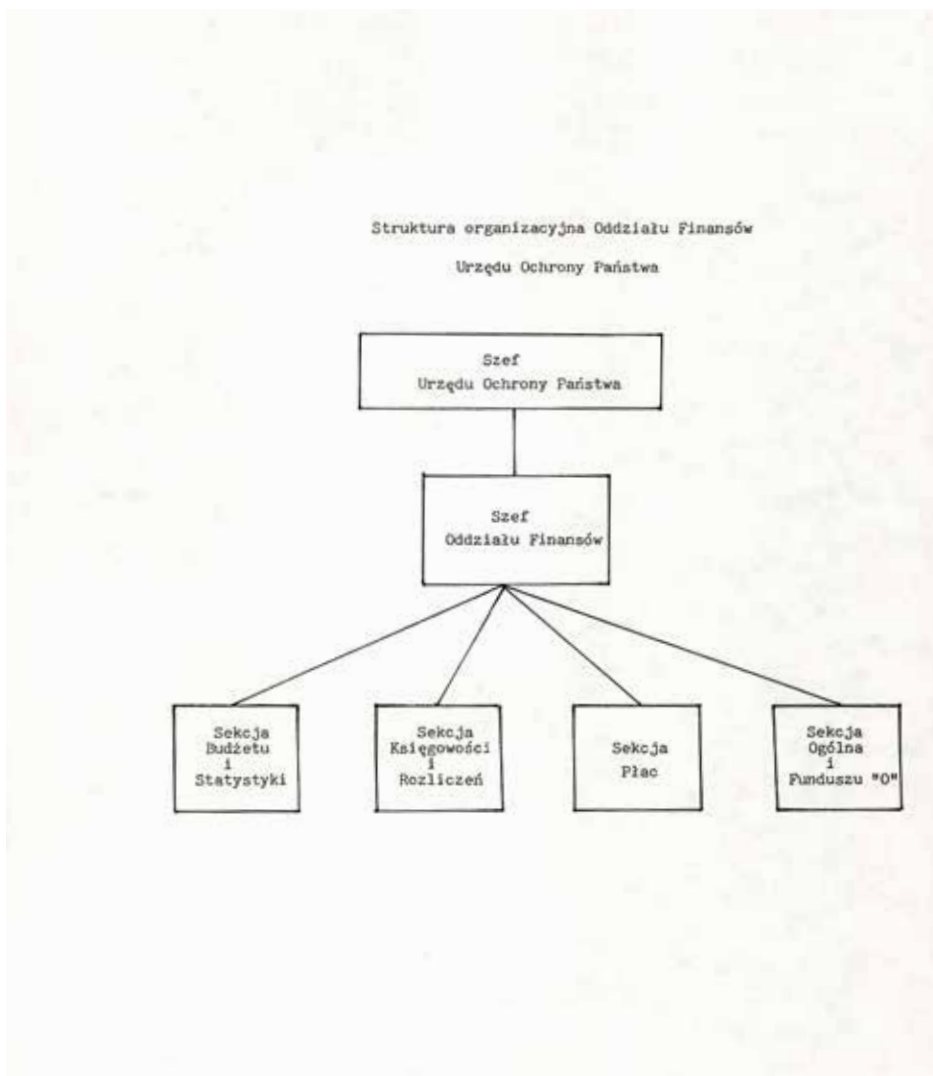 Struktura organizacyjna Oddziału Finansów
Urzędu Ochrony Państwa
Szef
Urzędu Ochrony Państwa
Szef
Oddziału Finansów
Sekcja
Budżetu
i
Statystyki
Sekcja
Księgowości
i
Rozliczeń
Sekcja
Płac
Sekcja
Ogólna
i
Funduszu "O"